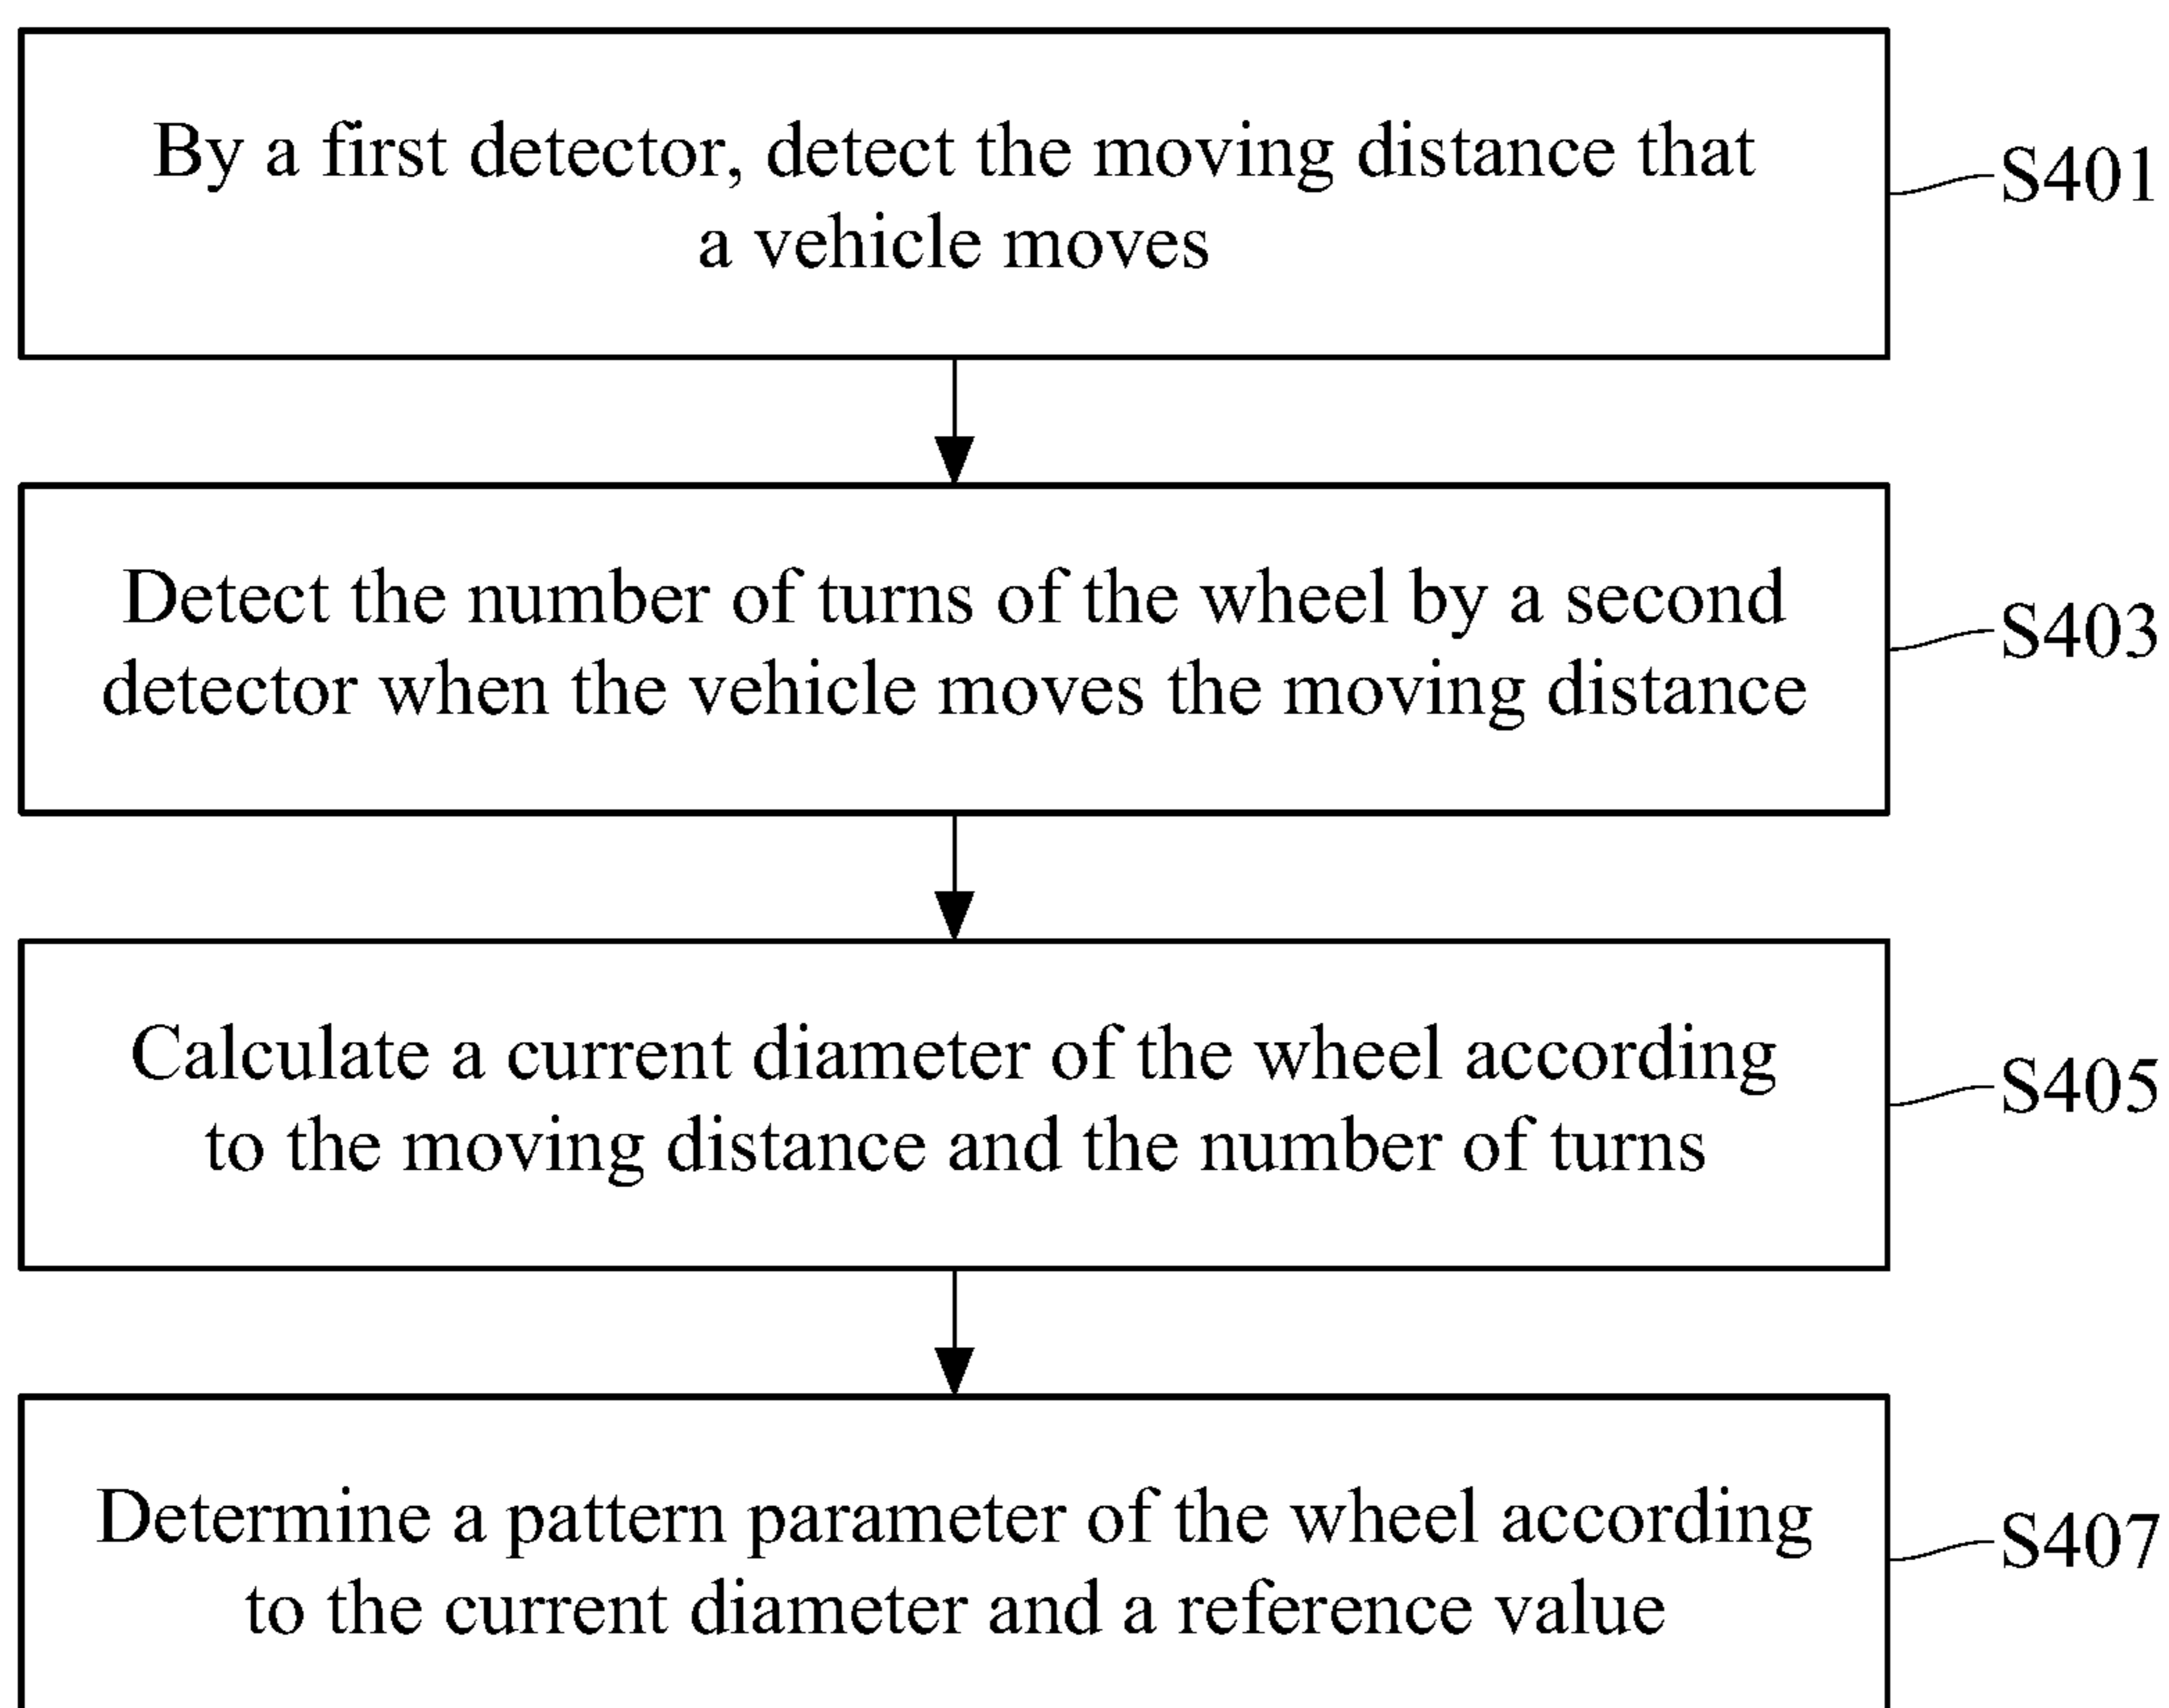 By a first detector, detect the moving distance that
a vehicle moves
S401
Detect the number of turns of the wheel by a second
detector when the vehicle moves the moving distance
S403
Calculate a current diameter of the wheel according
to the moving distance and the number of turns
S405
Determine a pattern parameter of the wheel according
to the current diameter and a reference value
S407